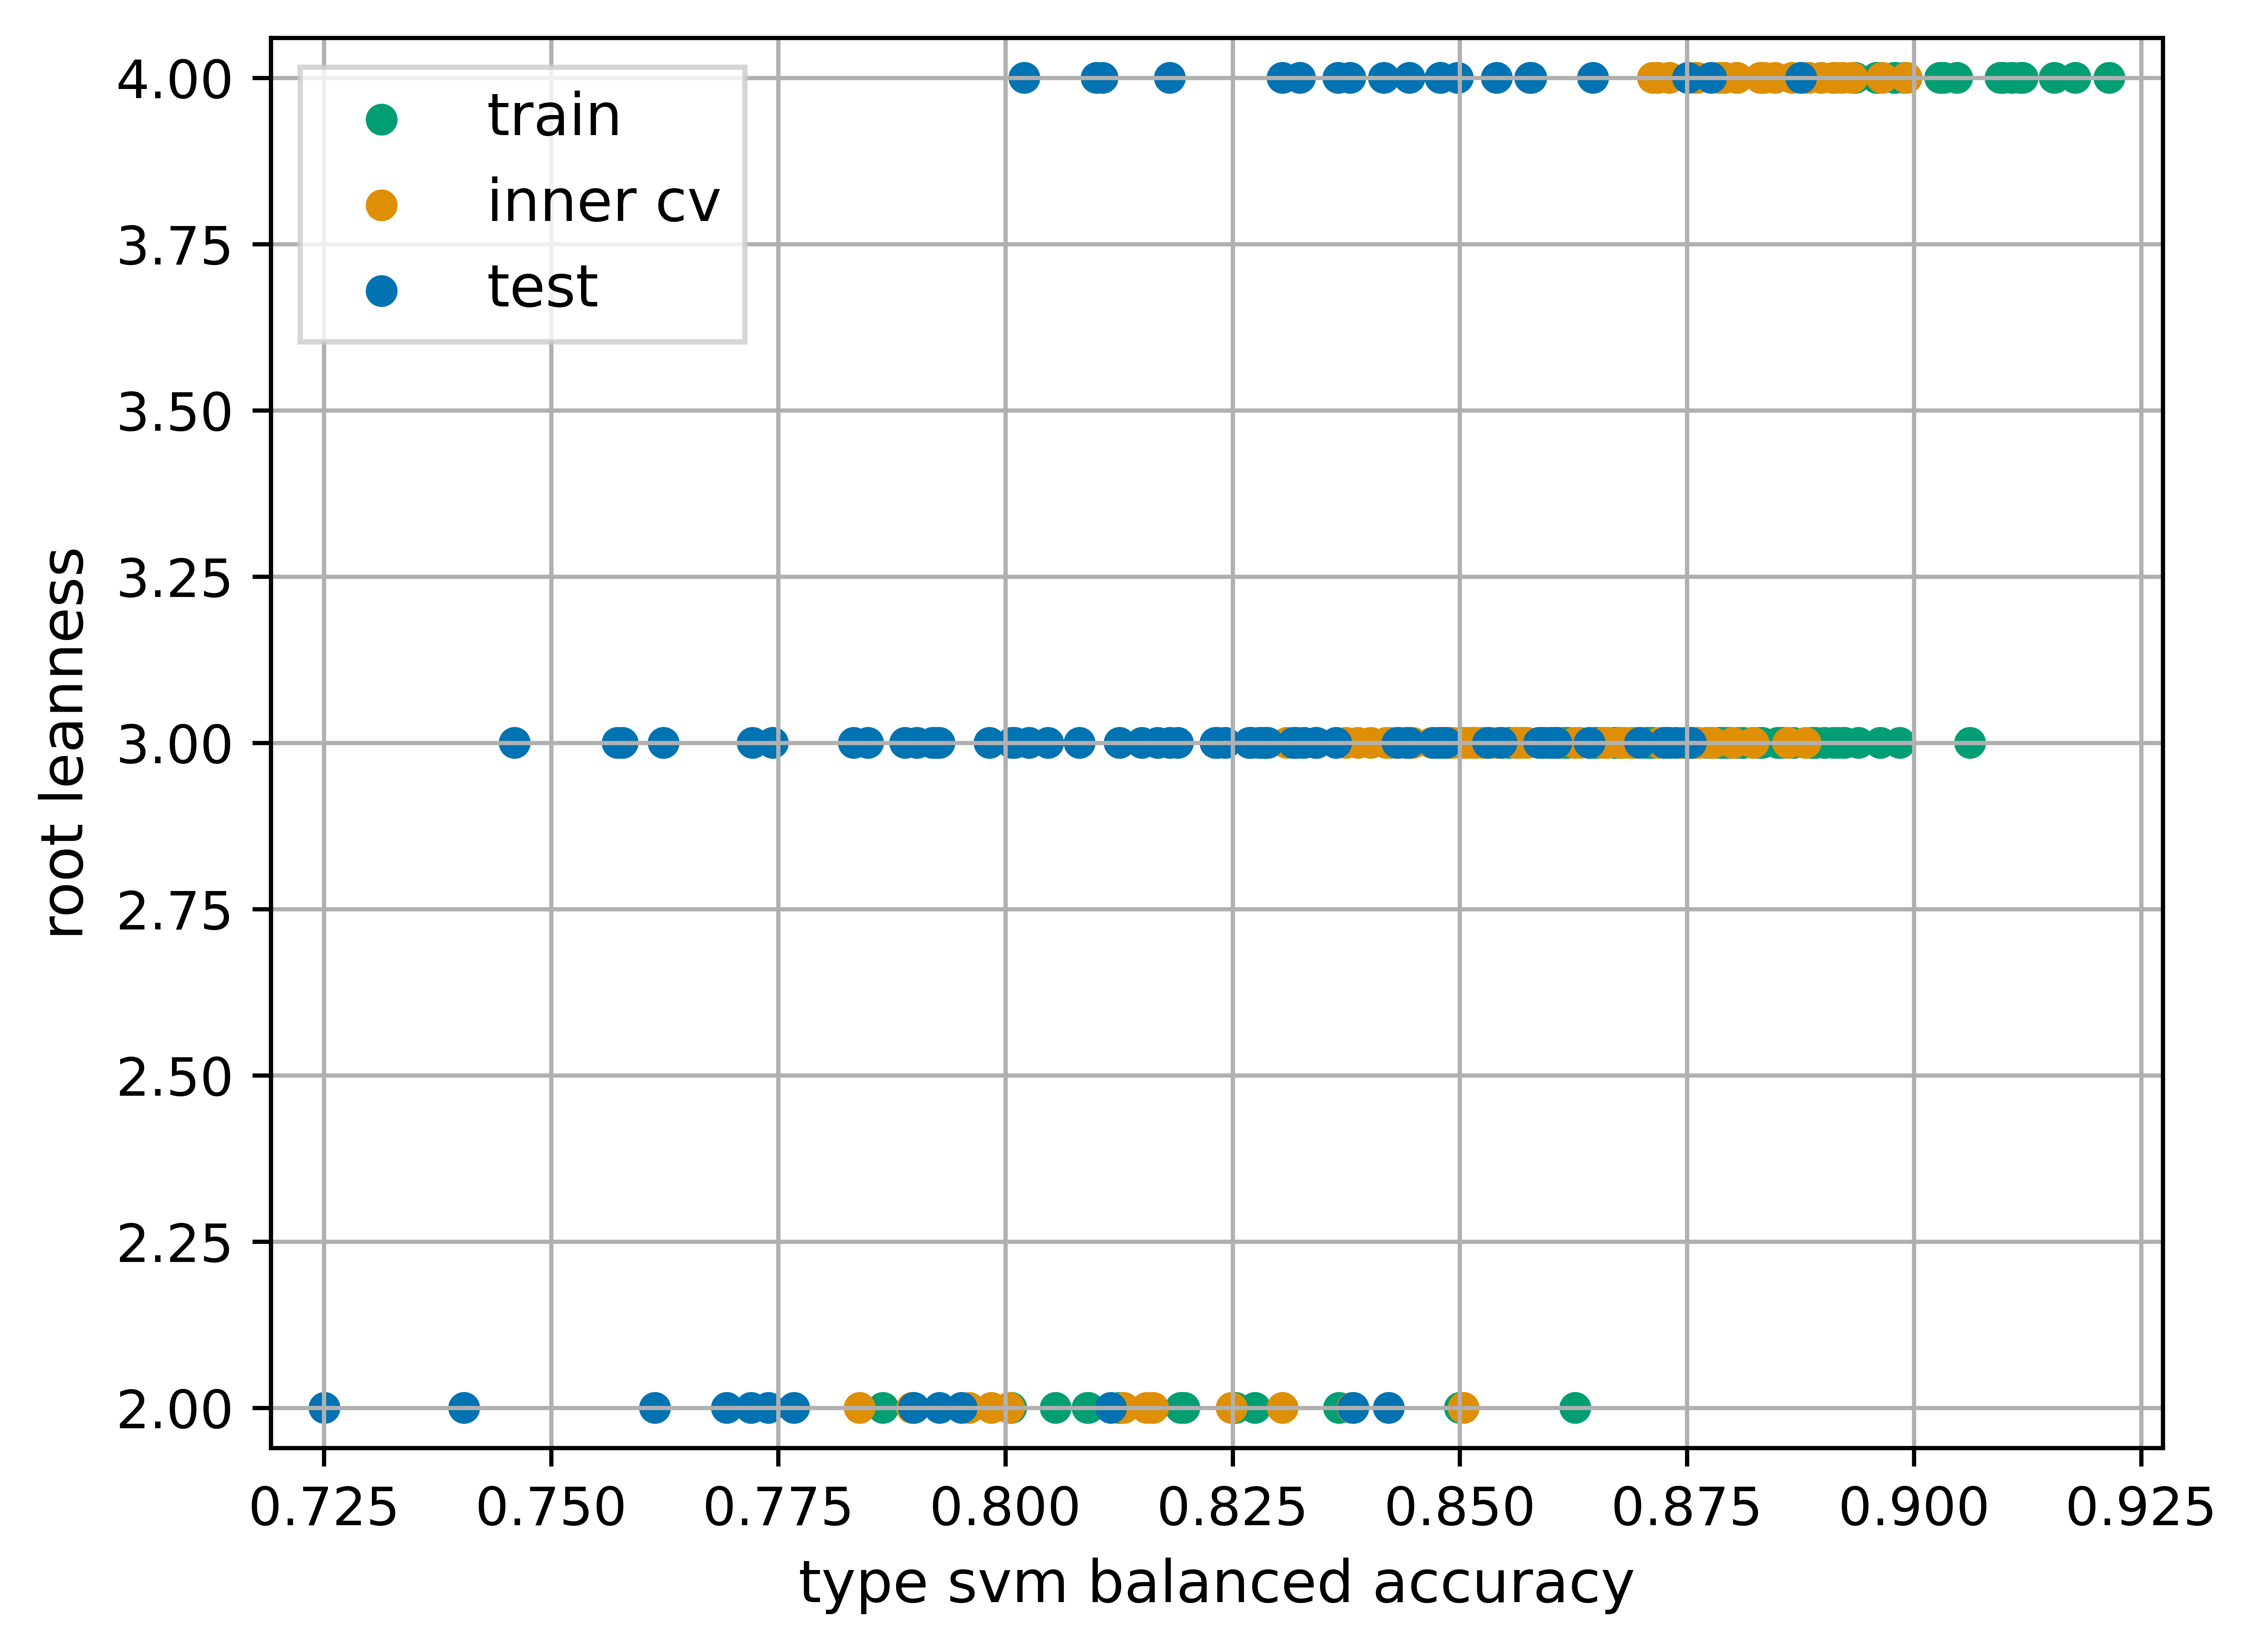 4.00
3.75
3.50
3.25
3.00
2.75
2.50
2.25
2.00
root leanness
train
inner cv
test
0.725 0.750 0.775 0.800 0.825 0.850 0.875 0.900 0.925
type svm balanced accuracy